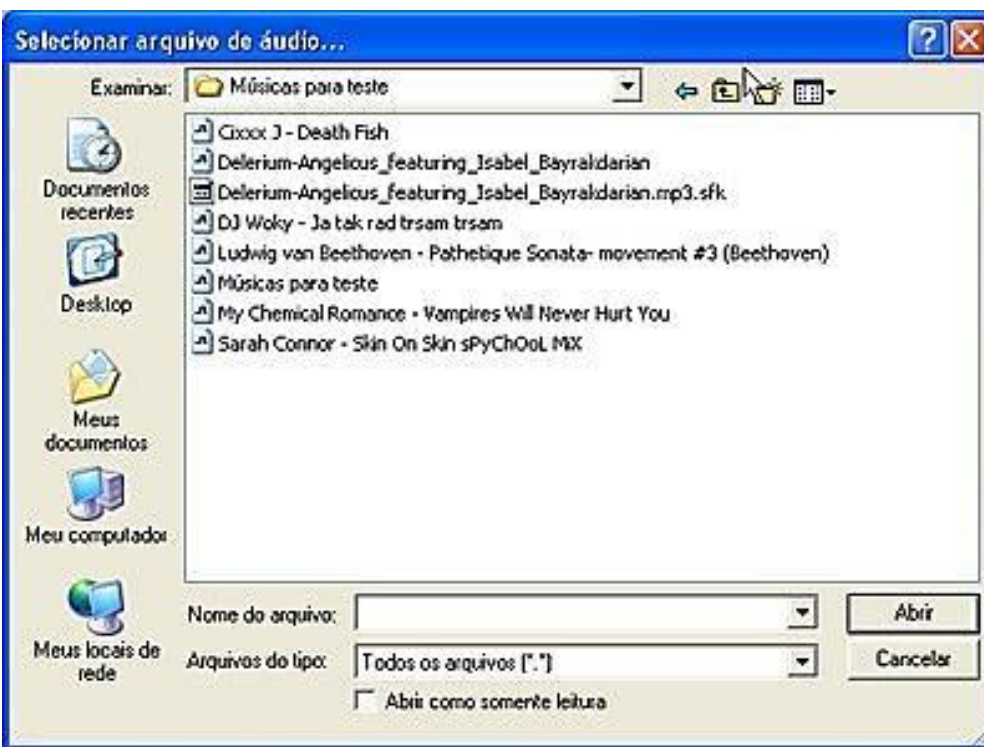 Selecionar arquivo de áudio...
Examinar: Músicas para teste
Cixxx J - Death Fish
Delerium-Angelicus_featuring_Isabel_Bayrakdarian
Delerium-Angelicus_featuring_Isabel_Bayrakdarian.mp3.sfk
DJ Woky - Ja tak rad trsam trsam
Ludwig van Beethoven - Pathetique Sonata- movement #3 (Beethoven)
Músicas para teste
My Chemical Romance - Vampires Will Never Hurt You
Sarah Connor - Skin On Skin sPyChOoL MiX
Documentos
recentes
Desktop
Meus
documentos
Meu computador
Meus locais de
rede
Nome do arquivo:
Abrir
Arquivos do tipo: Todos os arquivos (*.*)
Cancelar
Abrir como somente leitura